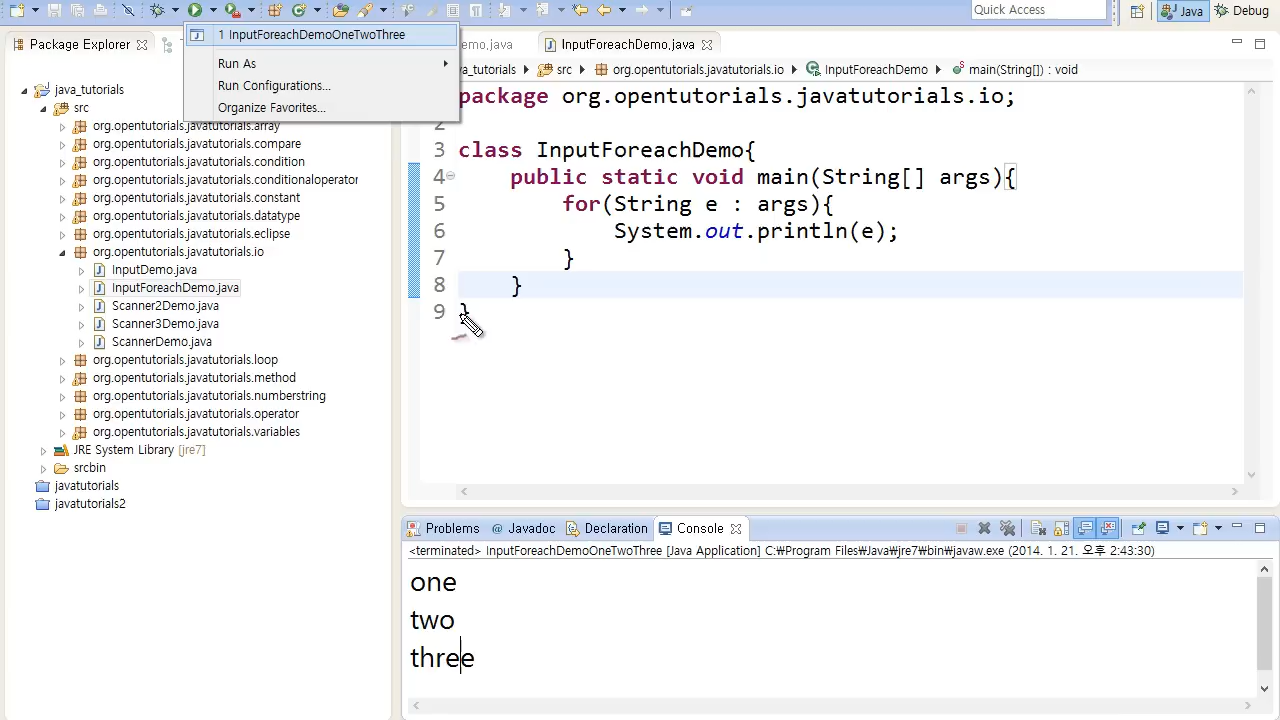 Quick Access
Java
Debug
Package Explorer
1 InputForeachDemoOneTwoThree
Run As
Run Configurations...
Organize Favorites...
demo.java
InputForeachDemo.java
va_tutorials
src
org.opentutorials.javatutorials.io
InputForeachDemo
main(String[]) : void
java_tutorials
src
org.opentutorials.javatutorials.array
org.opentutorials.javatutorials.compare
org.opentutorials.javatutorials.condition
org.opentutorials.javatutorials.conditionaloperator
org.opentutorials.javatutorials.constant
org.opentutorials.javatutorials.datatype
org.opentutorials.javatutorials.eclipse
org.opentutorials.javatutorials.io
InputDemo.java
InputForeachDemo.java
Scanner2Demo.java
Scanner3Demo.java
ScannerDemo.java
org.opentutorials.javatutorials.loop
org.opentutorials.javatutorials.method
org.opentutorials.javatutorials.numberstring
org.opentutorials.javatutorials.operator
org.opentutorials.javatutorials.variables
JRE System Library [jre7]
srcbin
javatutorials
javatutorials2
package org.opentutorials.javatutorials.io;
2
3 class InputForeachDemo{
4 public static void main(String[] args){
5 for(String e : args){
6 System.out.println(e);
7 }
8 }
9 }
Problems
@ Javadoc
Declaration
Console
<terminated> InputForeachDemoOneTwoThree [Java Application] C:₩Program Files₩Java₩jre7₩bin₩javaw.exe (2014. 1. 21. 오후 2:43:30)
one
two
three